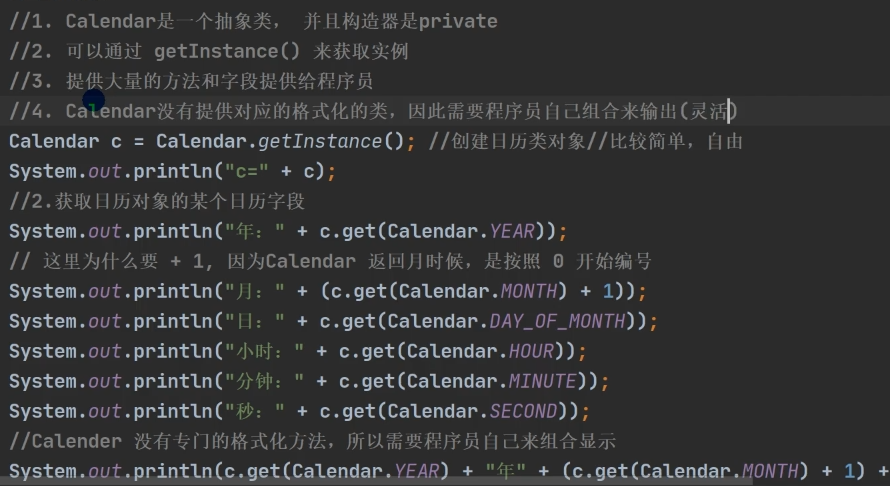 //1. Calendar是一个抽象类， 并且构造器是private
//2. 可以通过 getInstance() 来获取实例
//3. 提供大量的方法和字段提供给程序员
//4. Calendar没有提供对应的格式化的类，因此需要程序员自己组合来输出(灵活)
Calendar c = Calendar.getInstance(); //创建日历类对象//比较简单，自由
System.out.println("c=" + c);
//2.获取日历对象的某个日历字段
System.out.println("年：" + c.get(Calendar.YEAR));
// 这里为什么要 + 1, 因为Calendar 返回月时候，是按照 0 开始编号
System.out.println("月：" + (c.get(Calendar.MONTH) + 1));
System.out.println("日：" + c.get(Calendar.DAY_OF_MONTH));
System.out.println("小时：" + c.get(Calendar.HOUR));
System.out.println("分钟：" + c.get(Calendar.MINUTE));
System.out.println("秒：" + c.get(Calendar.SECOND));
//Calender 没有专门的格式化方法，所以需要程序员自己来组合显示
System.out.println(c.get(Calendar.YEAR) + "年" + (c.get(Calendar.MONTH) + 1) +